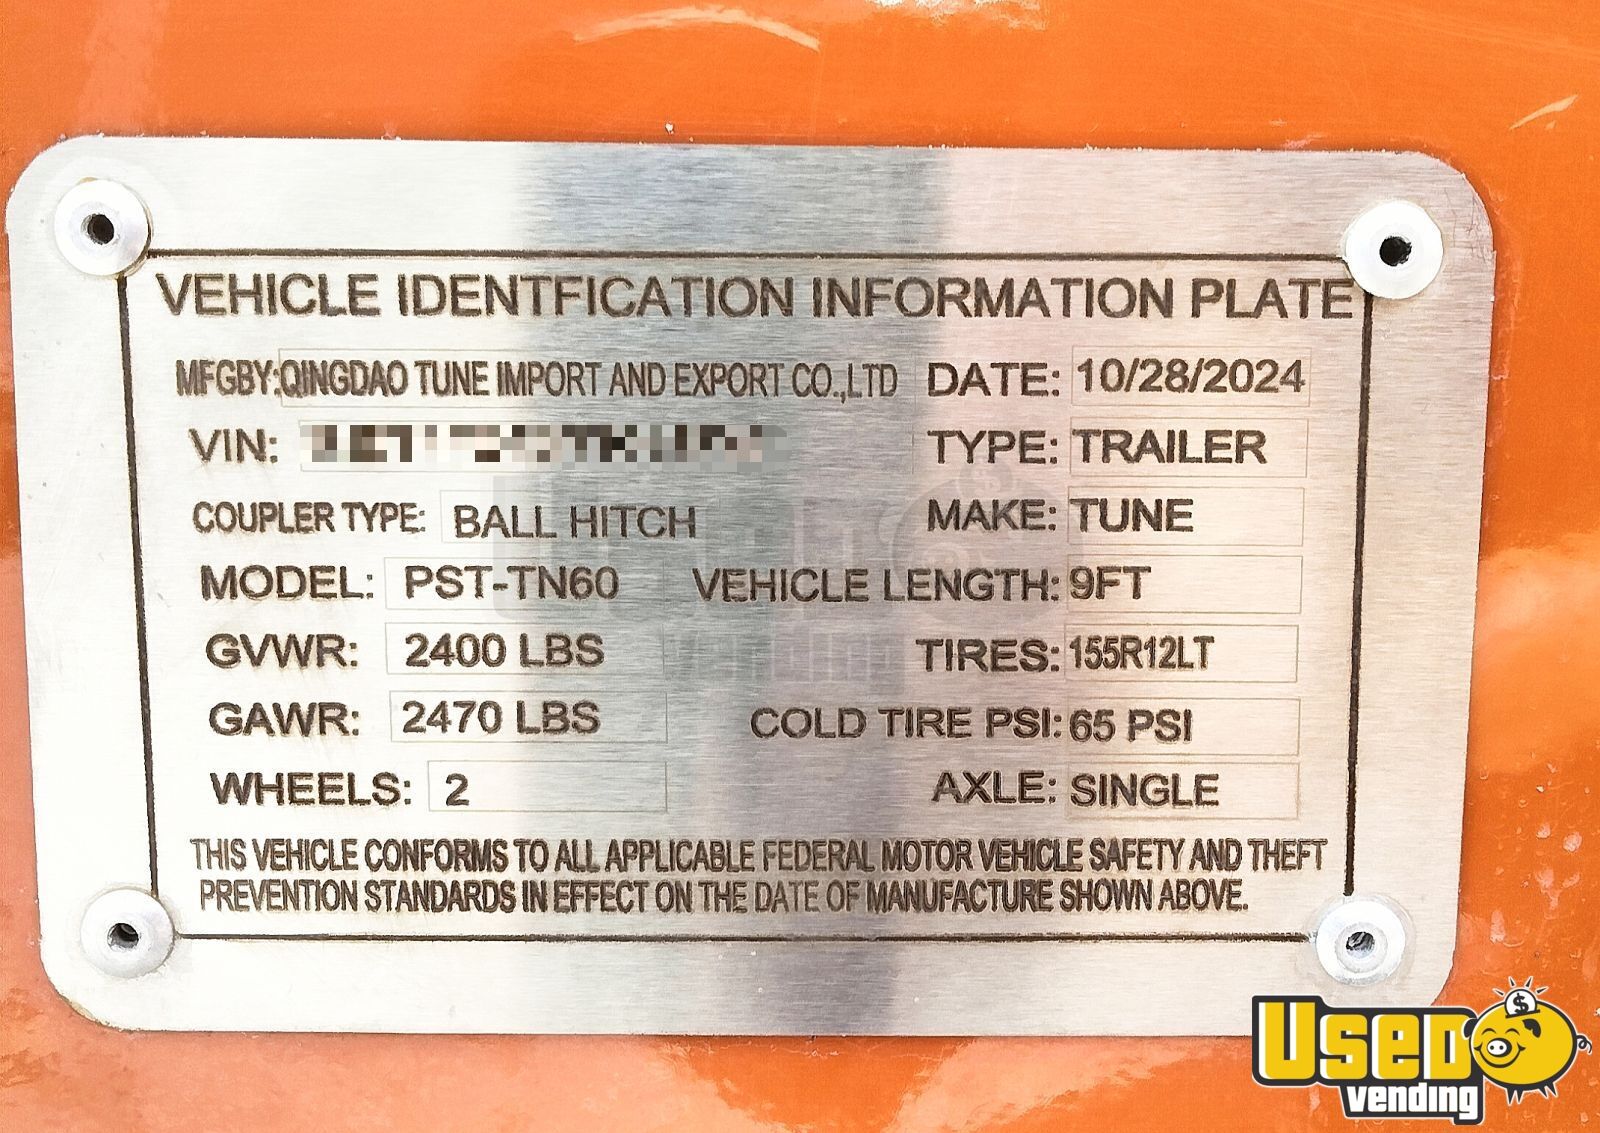 VEHICLE IDENTFICATION INFORMATION PLATE
MFGBY:QINGDAO TUNE IMPORT AND EXPORT CO.,LTD DATE: 10/28/2024
VIN: TYPE: TRAILER
COUPLER TYPE: BALL HITCH MAKE: TUNE
MODEL: PST-TN60 VEHICLE LENGTH: 9FT
GVWR: 2400 LBS TIRES: 155R12LT
GAWR: 2470 LBS COLD TIRE PSI: 65 PSI
WHEELS: 2 AXLE: SINGLE
THIS VEHICLE CONFORMS TO ALL APPLICABLE FEDERAL MOTOR VEHICLE SAFETY AND THEFT
PREVENTION STANDARDS IN EFFECT ON THE DATE OF MANUFACTURE SHOWN ABOVE.
USED
vending